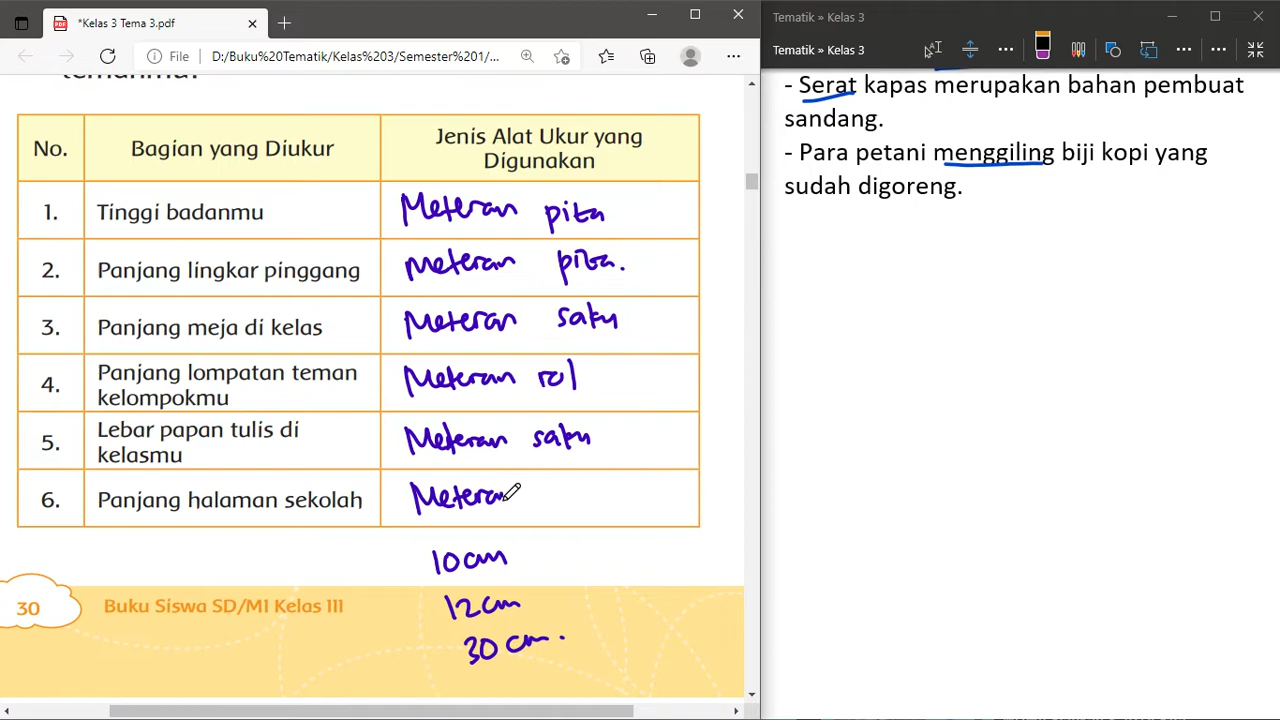 *Kelas 3 Tema 3.pdf
File
D:/Buku%20Tematik/Kelas%203/Semester%201/...
temanmu!
No.
Bagian yang Diukur
Jenis Alat Ukur yang
Digunakan
1.
Tinggi badanmu
Meteran pita
2.
Panjang lingkar pinggang
Meteran pita.
3.
Panjang meja di kelas
Meteran saku
4.
Panjang lompatan teman
kelompokmu
Meteran rol
5.
Lebar papan tulis di
kelasmu
Meteran saku
6.
Panjang halaman sekolah
Meteran
10cm
12cm
30cm.
30
Buku Siswa SD/MI Kelas III
Tematik » Kelas 3
Tematik » Kelas 3
- Serat kapas merupakan bahan pembuat
sandang.
- Para petani menggiling biji kopi yang
sudah digoreng.